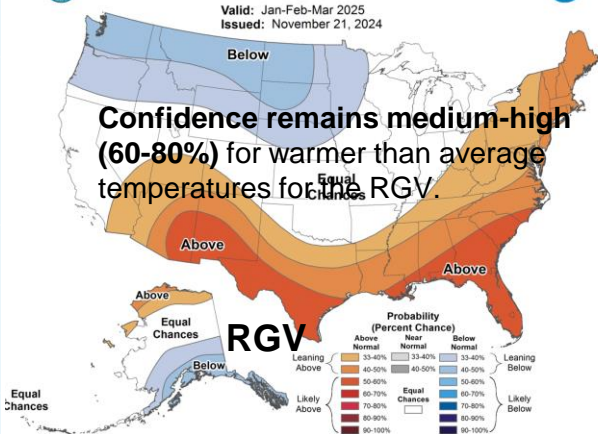 Valid: Jan-Feb-Mar 2025
Issued: November 21, 2024
Below
Confidence remains medium-high
(60-80%) for warmer than average
temperatures for the RGV.
Equal
Chances
Above
Above
Above
Equal
Chances
Below
RGV
Equal
Chances
Probability
(Percent Chance)
Above
Normal
Near
Normal
Below
Normal
Leaning
Above
33-40%
33-40%
33-40%
Leaning
Below
40-50%
40-50%
40-50%
50-60%
50-60%
Likely
Above
60-70%
Equal
Chances
60-70%
Likely
Below
70-80%
70-80%
80-90%
80-90%
90-100%
90-100%